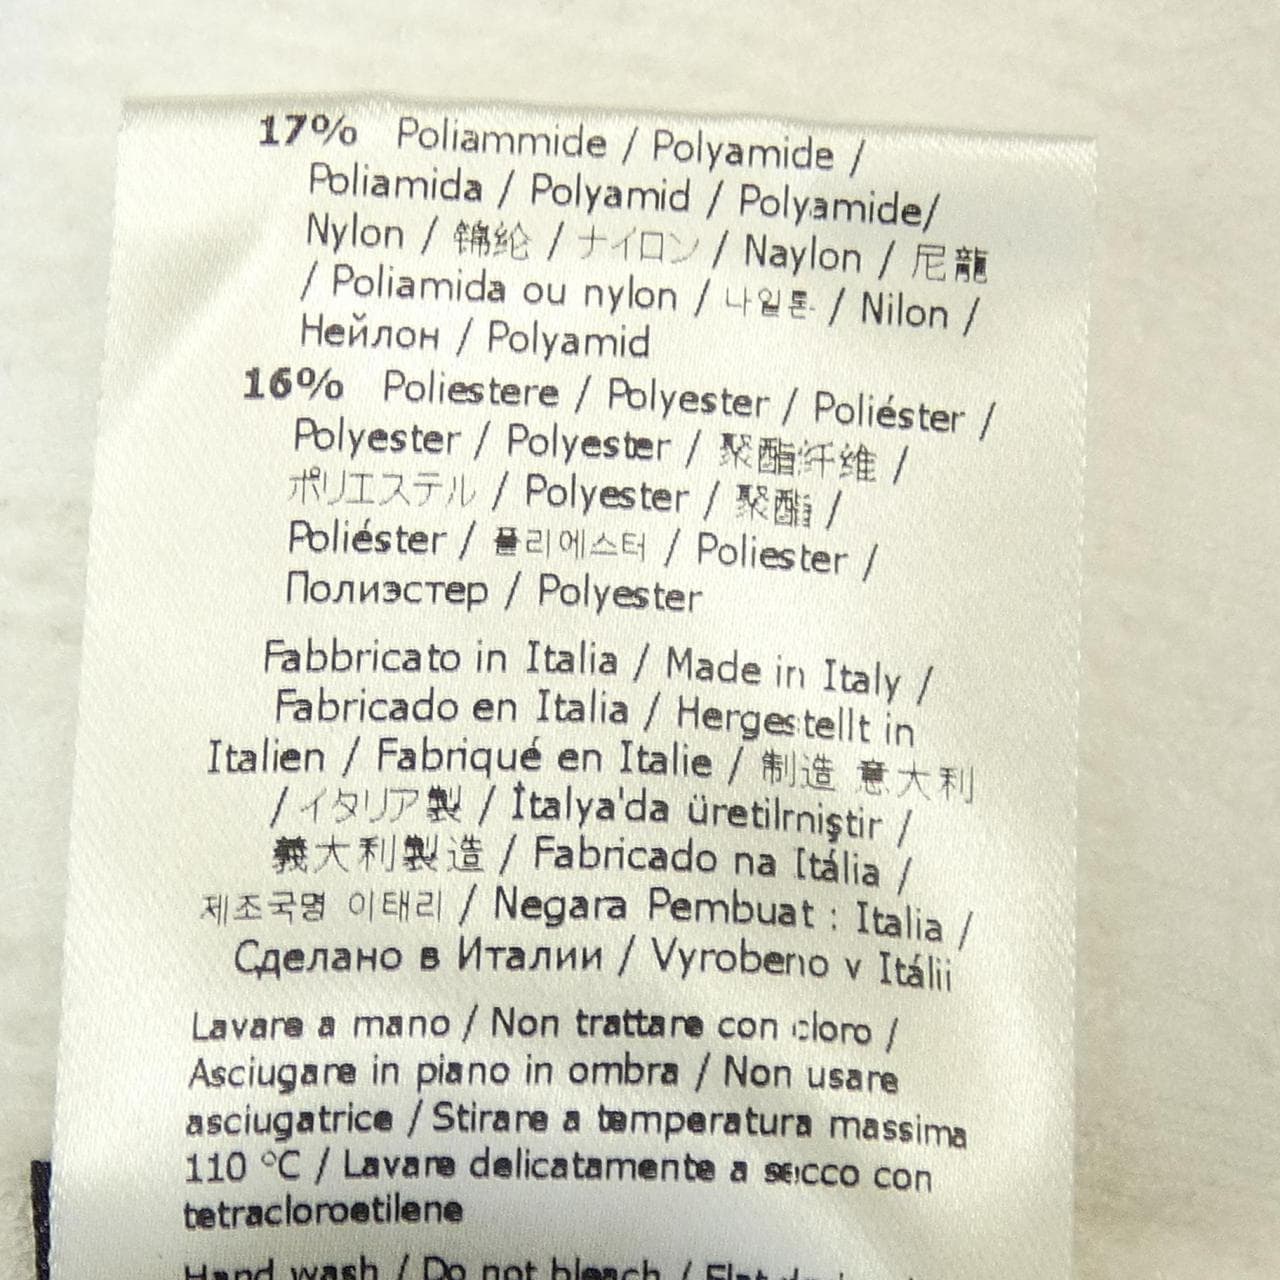 17% Poliammide / Polyamide /
Poliamida / Polyamid / Polyamide/
Nylon / 锦纶 / ナイロン / Naylon / 尼龍
/ Poliamida ou nylon / 나일론 / Nilon /
Нейлон / Polyamid
16% Poliestere / Polyester / Poliéster /
Polyester / Polyester / 聚酯纤维 /
ポリエステル / Polyester / 聚酯 /
Poliéster / 폴리에스터 / Poliester /
Полиэстер / Polyester
Fabbricato in Italia / Made in Italy /
Fabricado en Italia / Hergestellt in
Italien / Fabriqué en Italie / 制造 意大利
/ イタリア製 / İtalya'da üretilmiştir /
義大利製造 / Fabricado na Itália /
제조국명 이태리 / Negara Pembuat : Italia /
Сделано в Италии / Vyrobeno v Itálii
Lavare a mano / Non trattare con cloro /
Asciugare in piano in ombra / Non usare
asciugatrice / Stirare a temperatura massima
110 °C / Lavare delicatamente a secco con
tetracloroetilene
Hand wash / Do not bleach / Flat